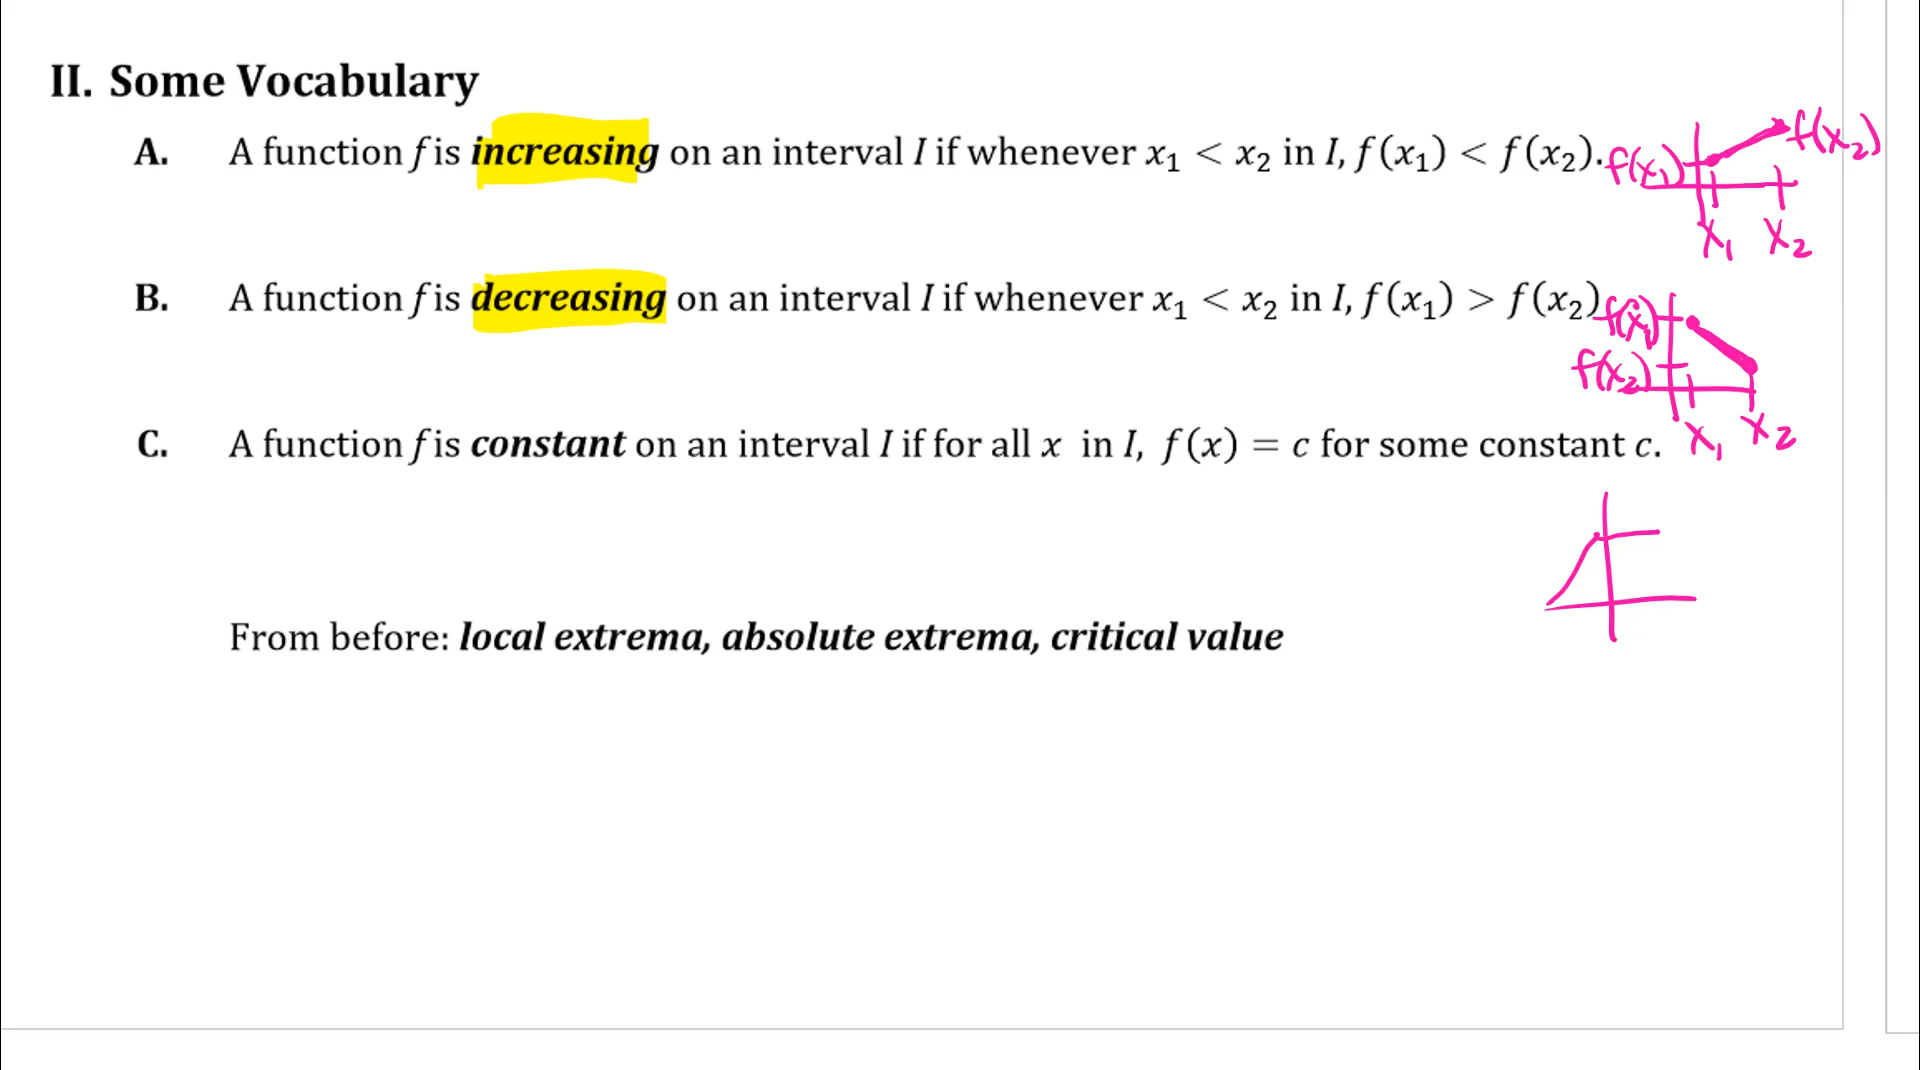 II. Some Vocabulary
A. A function f is increasing on an interval I if whenever x₁ < x₂ in I, f(x₁) < f(x₂).
f(x₁) f(x₂)
x₁ x₂
B. A function f is decreasing on an interval I if whenever x₁ < x₂ in I, f(x₁) > f(x₂)
f(x₁)
f(x₂)
x₁ x₂
C. A function f is constant on an interval I if for all x in I, f(x) = c for some constant c.
From before: local extrema, absolute extrema, critical value